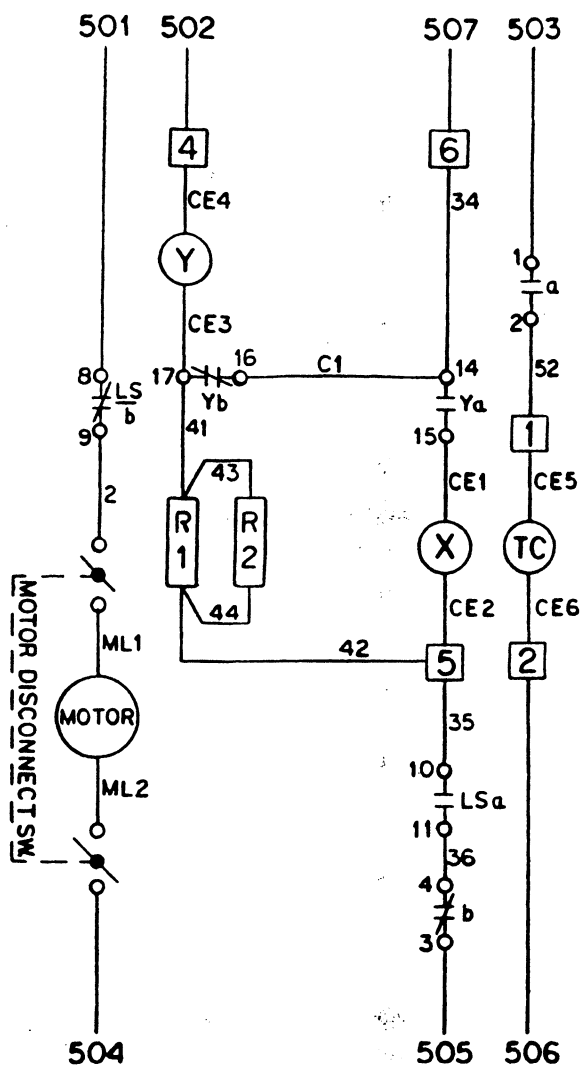 501 502 507 503
4 6
CE4 34
Y 1 a
CE3 2
8 17 16 C1 14 52
LS b Yb Ya
9 41 15 1
43 CE1 CE5
2 R1 R2 X TC
44 CE2 CE6
MOTOR DISCONNECT SW.
ML1 42 5 2
MOTOR 35
ML2 10
LSa
11
36
4
b
3
504 505 506